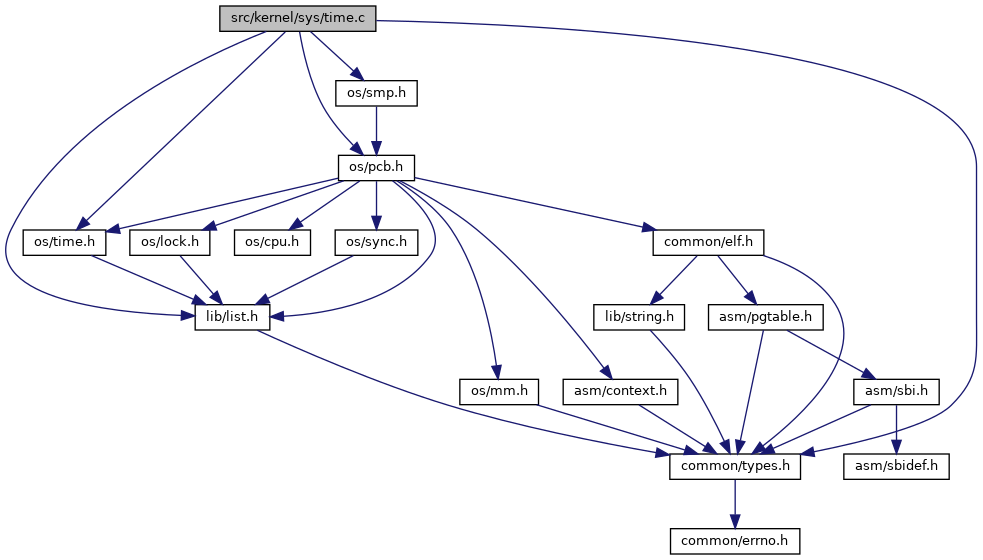 src/kernel/sys/time.c
os/smp.h
os/pcb.h
os/time.h
os/lock.h
os/cpu.h
os/sync.h
common/elf.h
lib/list.h
lib/string.h
asm/pgtable.h
os/mm.h
asm/context.h
asm/sbi.h
common/types.h
asm/sbidef.h
common/errno.h